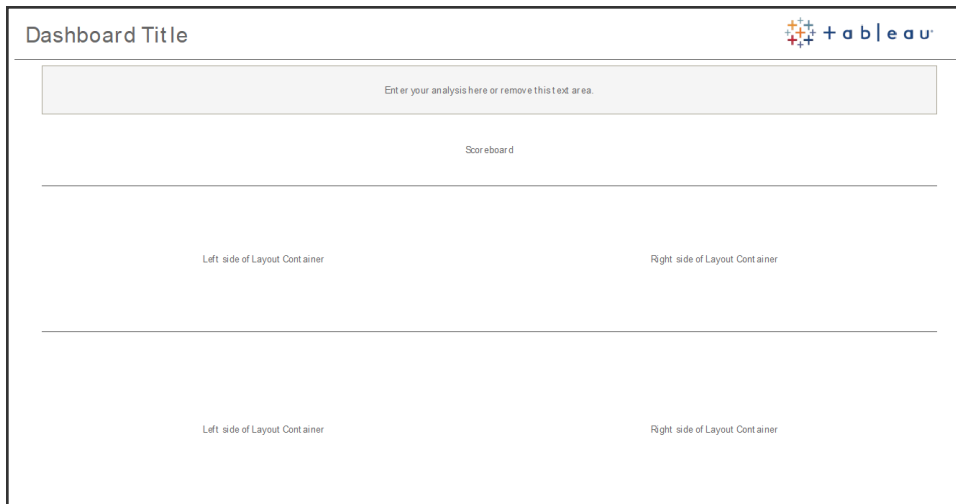 Dashboard Title
tableau
Enter your analysis here or remove this text area.
Scoreboard
Left side of Layout Container
Right side of Layout Container
Left side of Layout Container
Right side of Layout Container